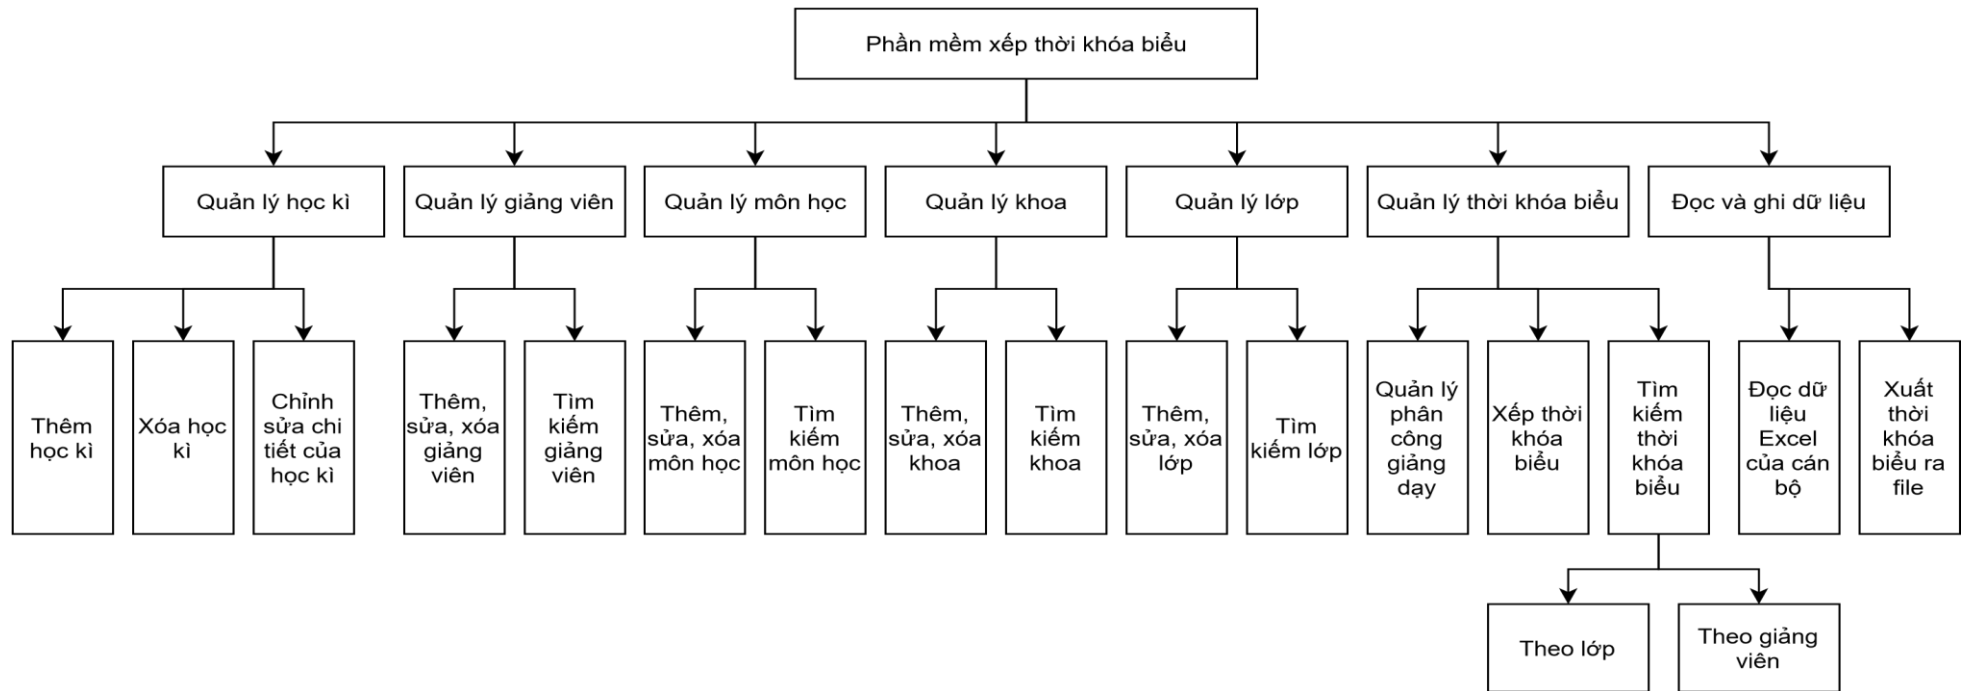 Phần mềm xếp thời khóa biểu
Quản lý học kì
Quản lý giảng viên
Quản lý môn học
Quản lý khoa
Quản lý lớp
Quản lý thời khóa biểu
Đọc và ghi dữ liệu
Thêm
học kì
Xóa học
kì
Chỉnh
sửa chi
tiết của
học kì
Thêm,
sửa, xóa
giảng
viên
Tìm
kiếm
giảng
viên
Thêm,
sửa, xóa
môn học
Tìm
kiếm
môn học
Thêm,
sửa, xóa
khoa
Tìm
kiếm
khoa
Thêm,
sửa, xóa
lớp
Tìm
kiếm lớp
Quản lý
phân
công
giảng
dạy
Xếp thời
khóa
biểu
Tìm
kiếm
thời
khóa
biểu
Đọc dữ
liệu
Excel
của cán
bộ
Xuất
thời
khóa
biểu ra
file
Theo lớp
Theo giảng
viên